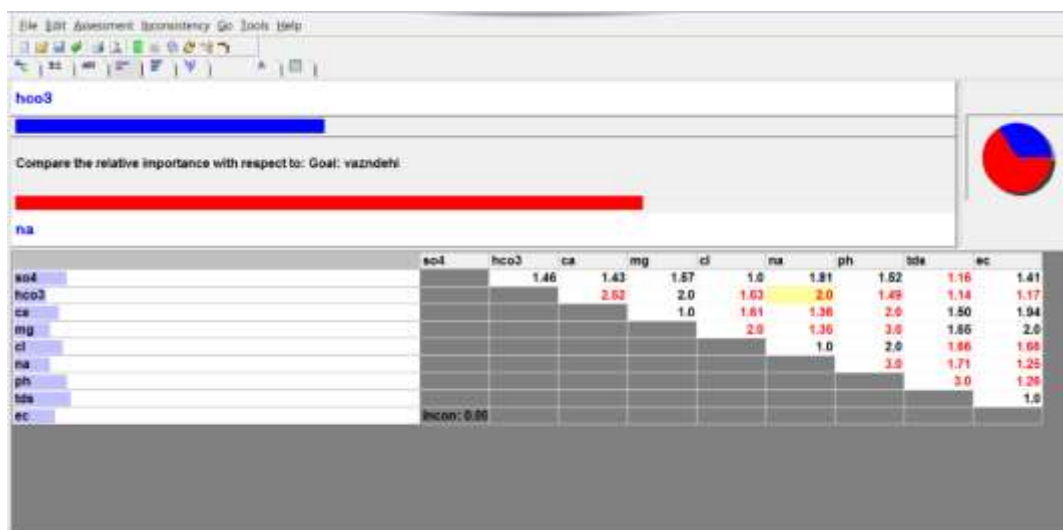 File Edit Assessment Inconsistency Go Tools Help
hco3
Compare the relative importance with respect to: Goal: vazndehi
na
so4 hco3 ca mg cl na ph tds ec
so4 1.46 1.43 1.57 1.0 1.81 1.52 1.16 1.41
hco3 2.52 2.0 1.63 2.0 1.49 1.14 1.17
ca 1.0 1.61 1.36 2.0 1.50 1.94
mg 2.0 1.35 3.0 1.55 2.0
cl 1.0 2.0 1.66 1.68
na 3.0 1.71 1.25
ph 3.0 1.26
tds 1.0
ec Incon: 0.06